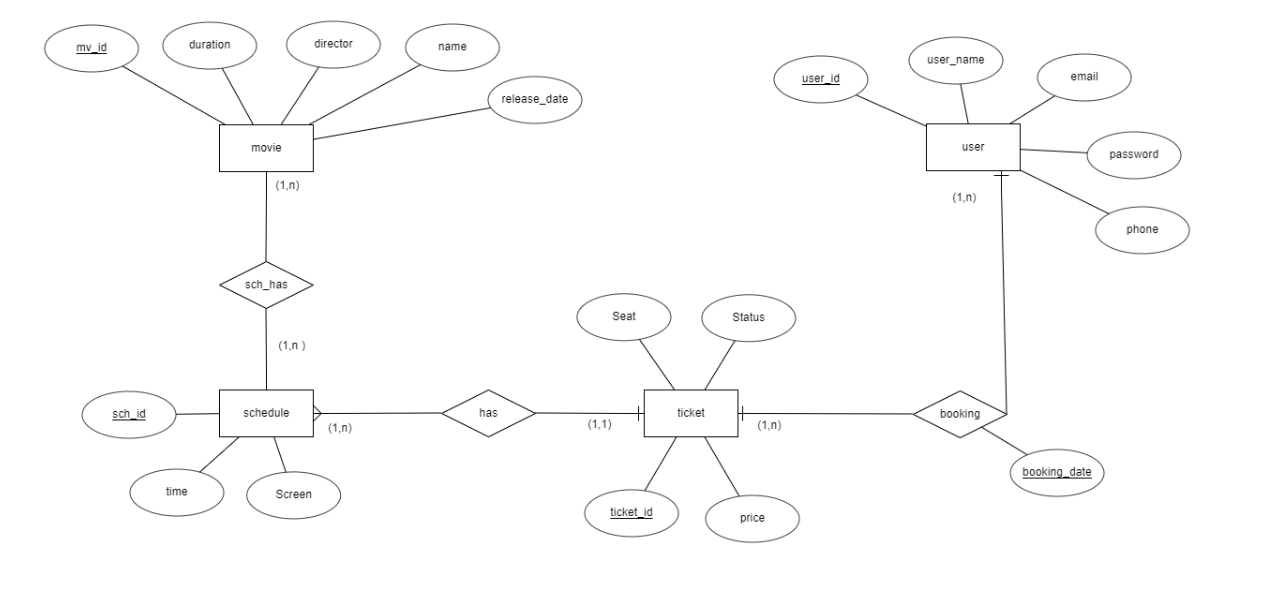 mv_id
duration
director
name
release_date
movie
(1,n)
sch_has
(1,n )
schedule
(1,n)
sch_id
time
Screen
has
(1,1)
ticket
(1,n)
Seat
Status
ticket_id
price
booking
booking_date
(1,n)
user
user_id
user_name
email
password
phone